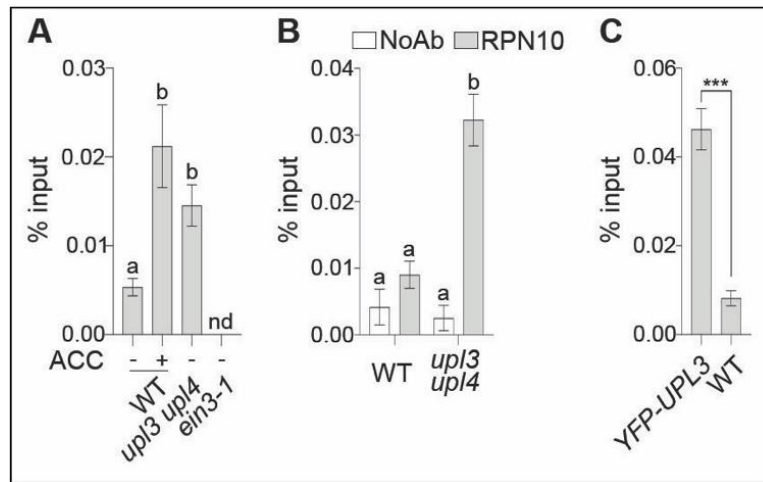 A
% input
0.03
0.02
0.01
0.00
a
b
b
nd
ACC - + - -
WT
upl3 upl4
ein3-1
B
NoAb RPN10
% input
0.04
0.03
0.02
0.01
0.00
a
a
a
b
WT
upl3
upl4
C
% input
0.06
0.04
0.02
0.00
***
YFP-UPL3
WT